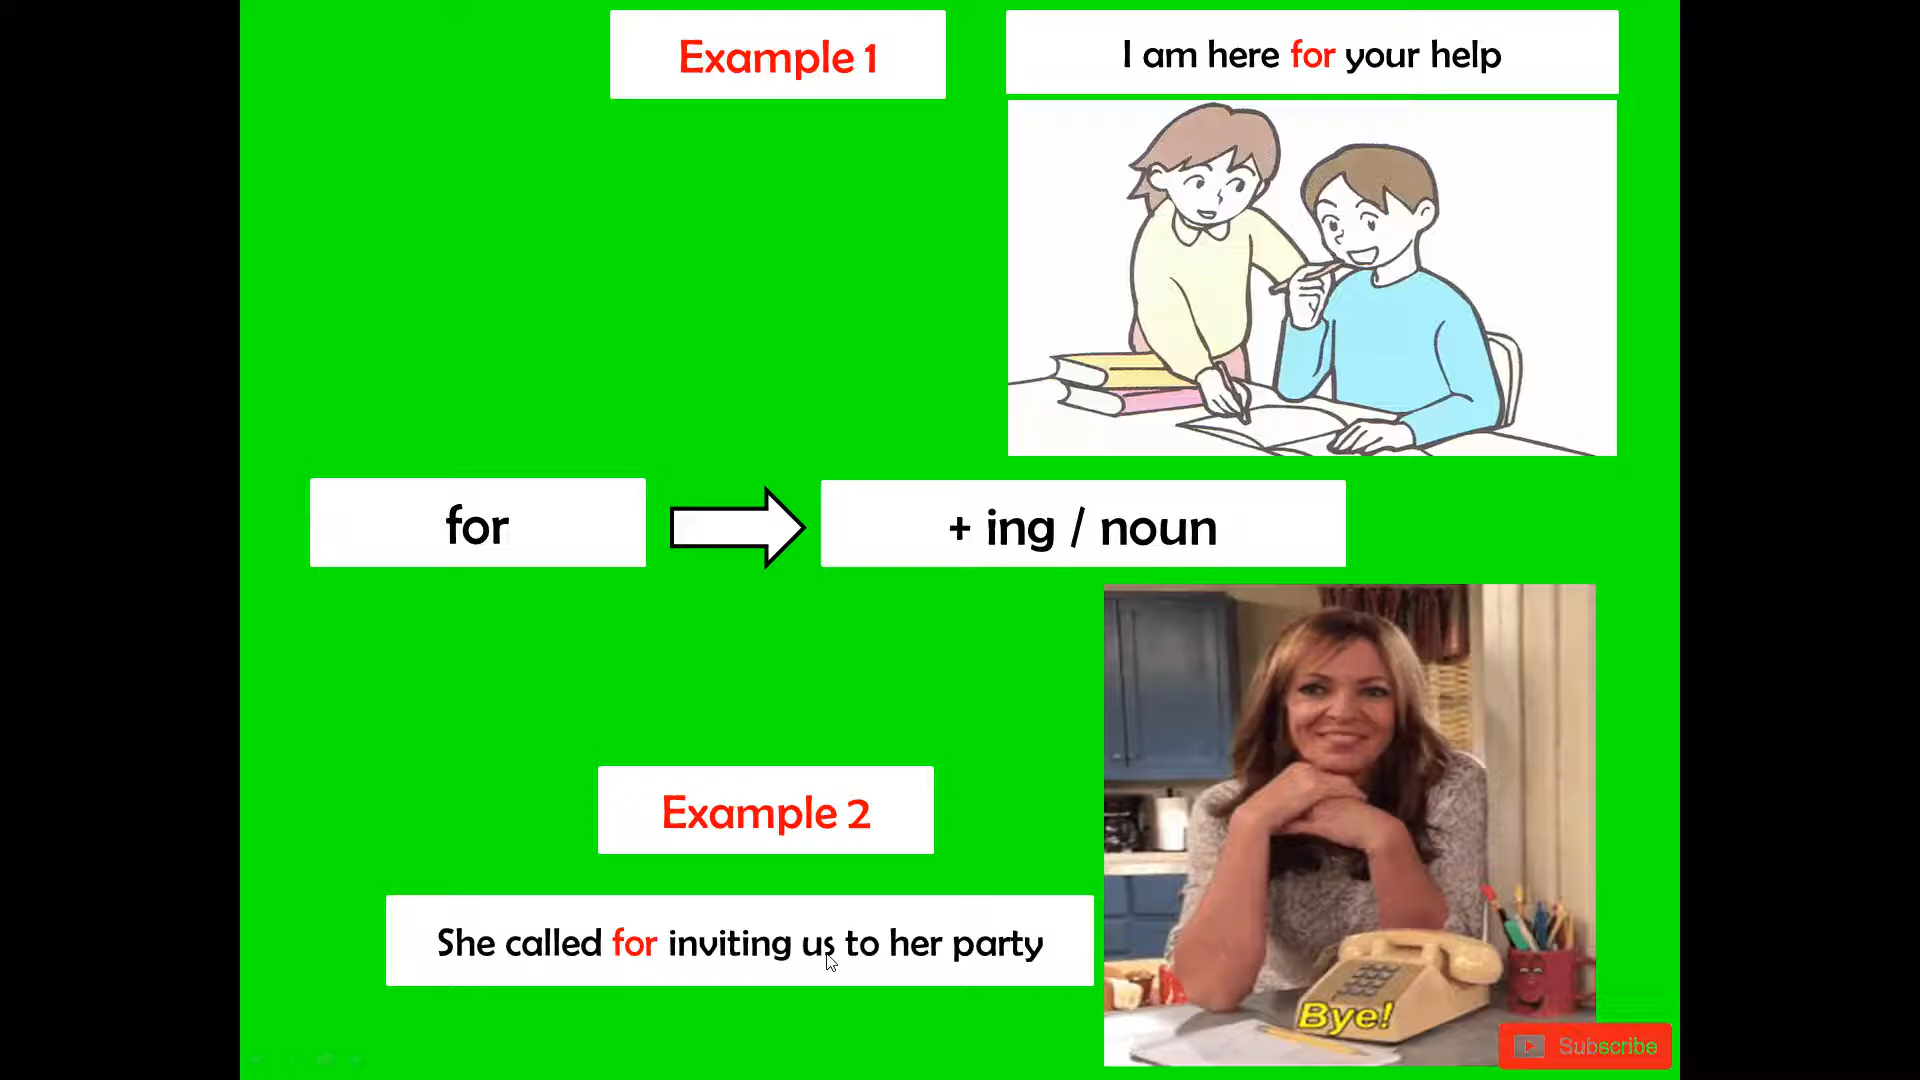 Example 1
I am here for your help
for
+ ing / noun
Example 2
She called for inviting us to her party
Bye!
Subscribe